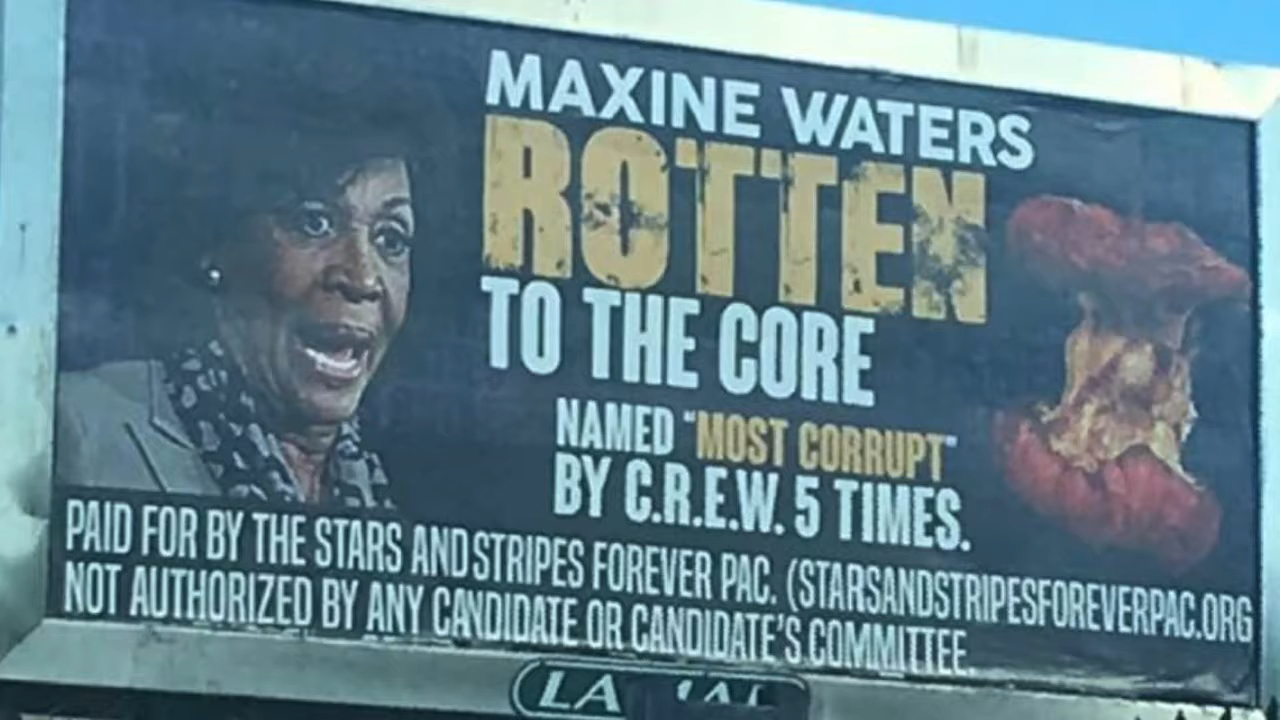 MAXINE WATERS
ROTTEN
TO THE CORE
NAMED "MOST CORRUPT"
BY C.R.E.W. 5 TIMES.
PAID FOR BY THE STARS AND STRIPES FOREVER PAC. (STARSANDSTRIPESFOREVERPAC.ORG
NOT AUTHORIZED BY ANY CANDIDATE OR CANDIDATE'S COMMITTEE.